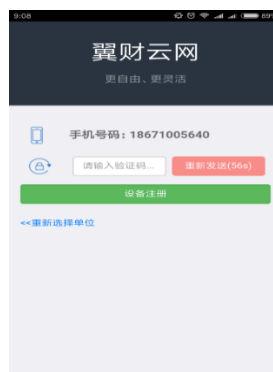 9:08 89%
翼财云网
更自由、更灵活
手机号码：18671005640
请输入验证码... 重新发送(56s)
设备注册
<<重新选择单位